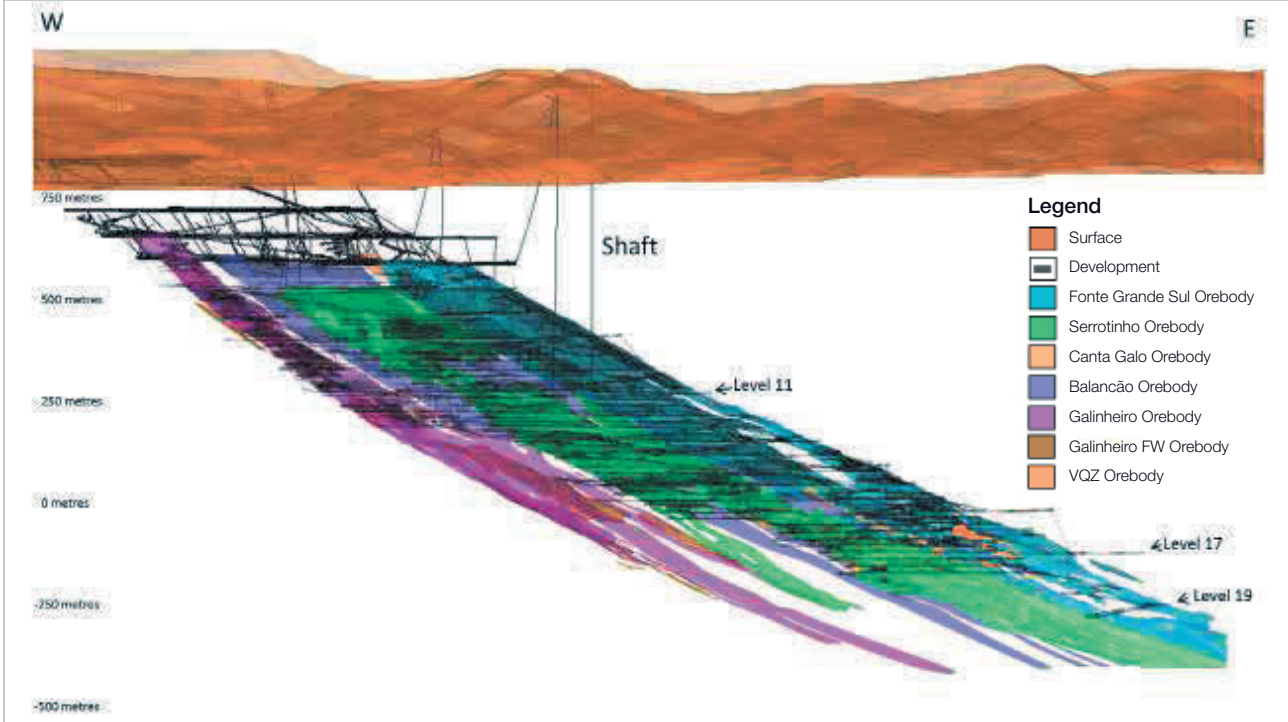 W
E
750 metres
Legend
Surface
Shaft
Development
500 metres
Fonte Grande Sul Orebody
Serrotinho Orebody
Canta Galo Orebody
Level 11
Balancão Orebody
250 metres
Galinheiro Orebody
Galinheiro FW Orebody
VQZ Orebody
0 metres
Level 17
Level 19
-250 metres
-500 metres